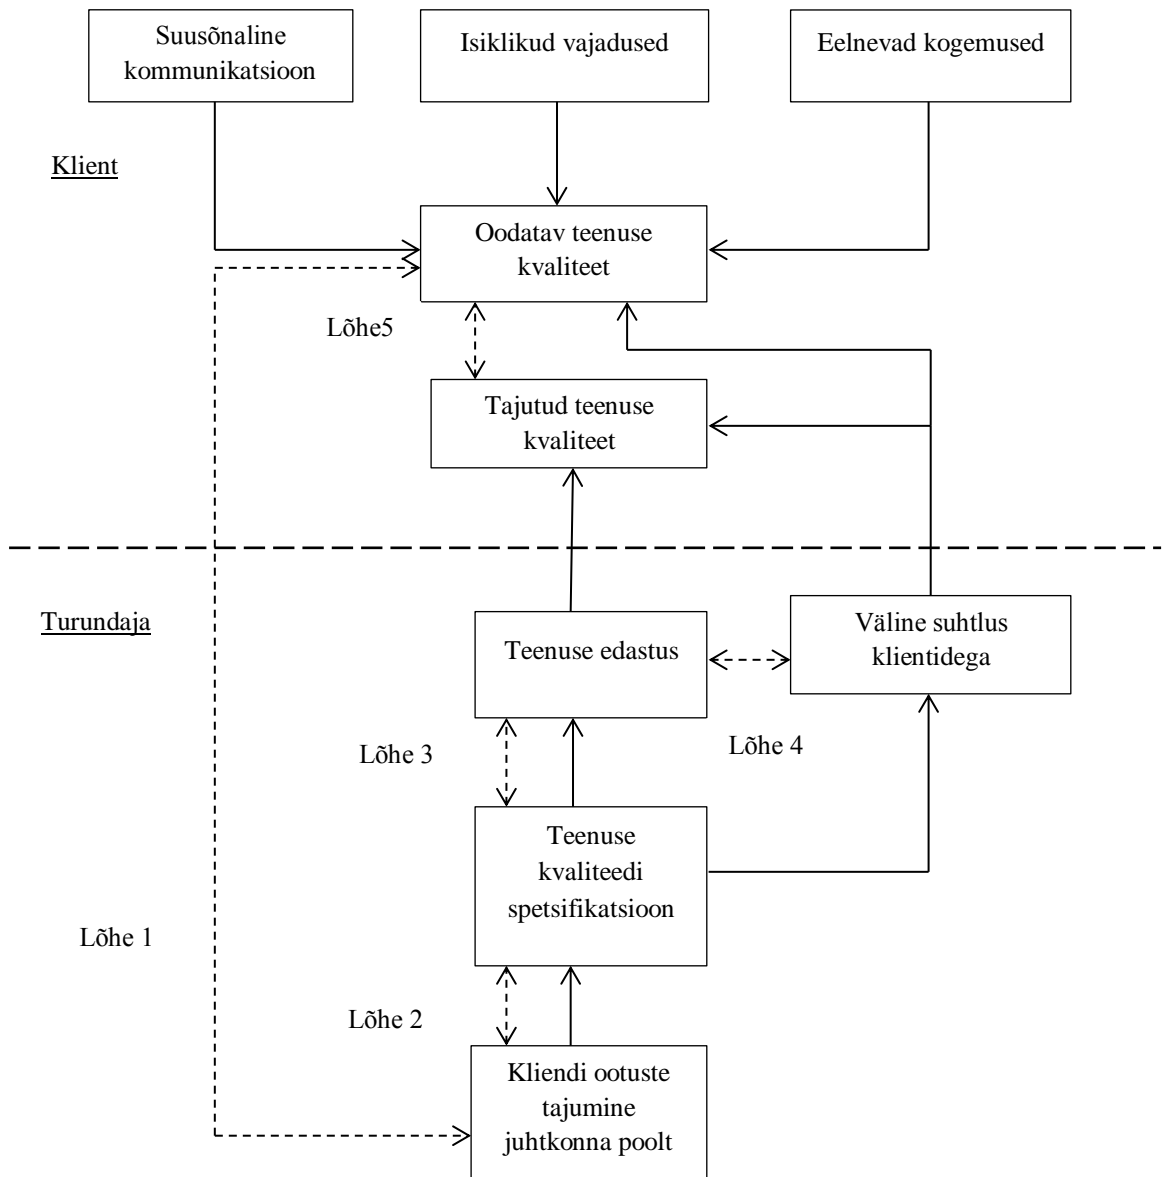 Suusõnaline
kommunikatsioon
Isiklikud vajadused
Eelnevad kogemused
Klient
Oodatav teenuse
kvaliteet
Lõhe5
Tajutud teenuse
kvaliteet
Turundaja
Teenuse edastus
Väline suhtlus
klientidega
Lõhe 3
Lõhe 4
Teenuse
kvaliteedi
spetsifikatsioon
Lõhe 1
Lõhe 2
Kliendi ootuste
tajumine
juhtkonna poolt